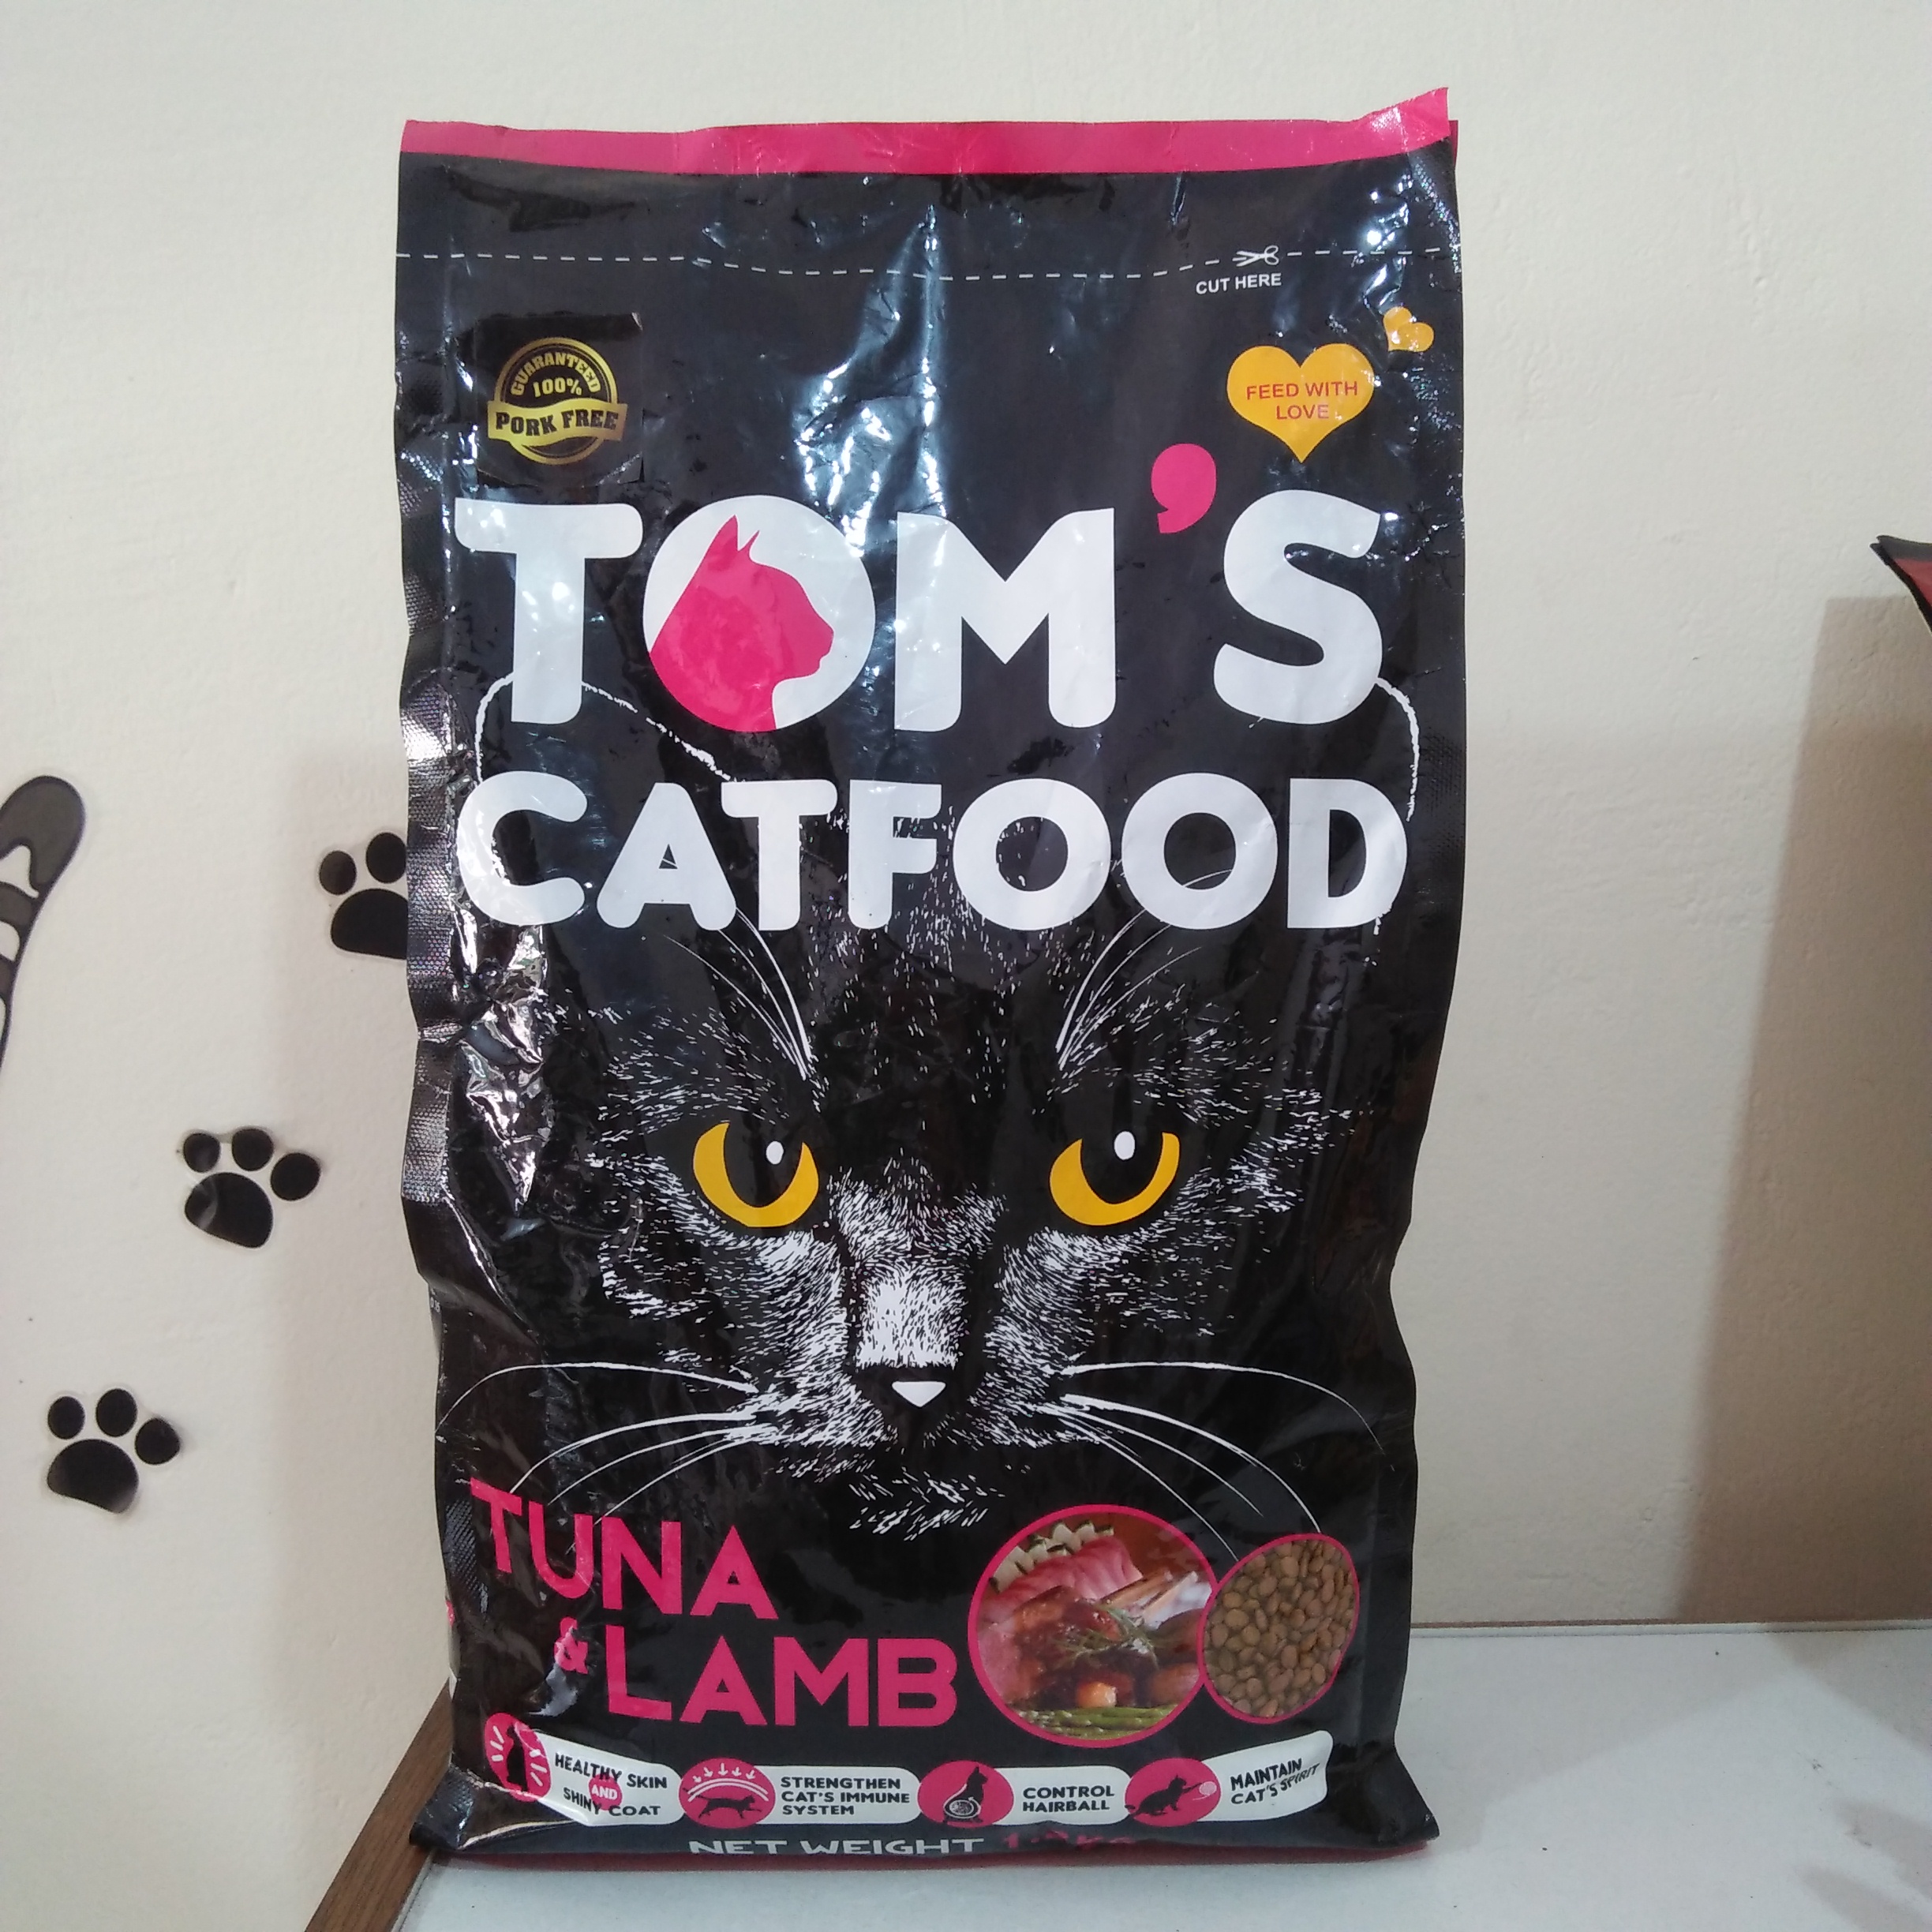 CUT HERE
GUARANTEED
100%
PORK FREE
FEED WITH
LOVE
TOM'S
CATFOOD
TUNA
& LAMB
HEALTHY SKIN
AND
SHINY COAT
STRENGTHEN
CAT'S IMMUNE
SYSTEM
CONTROL
HAIRBALL
MAINTAIN
CAT'S SPIRIT
NET WEIGHT